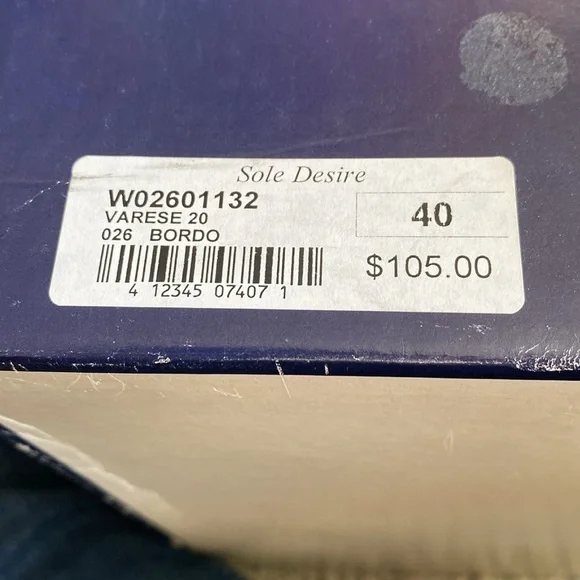 Sole Desire
W02601132
VARESE 20
026 BORDO
40
$105.00
4 12345 07407 1